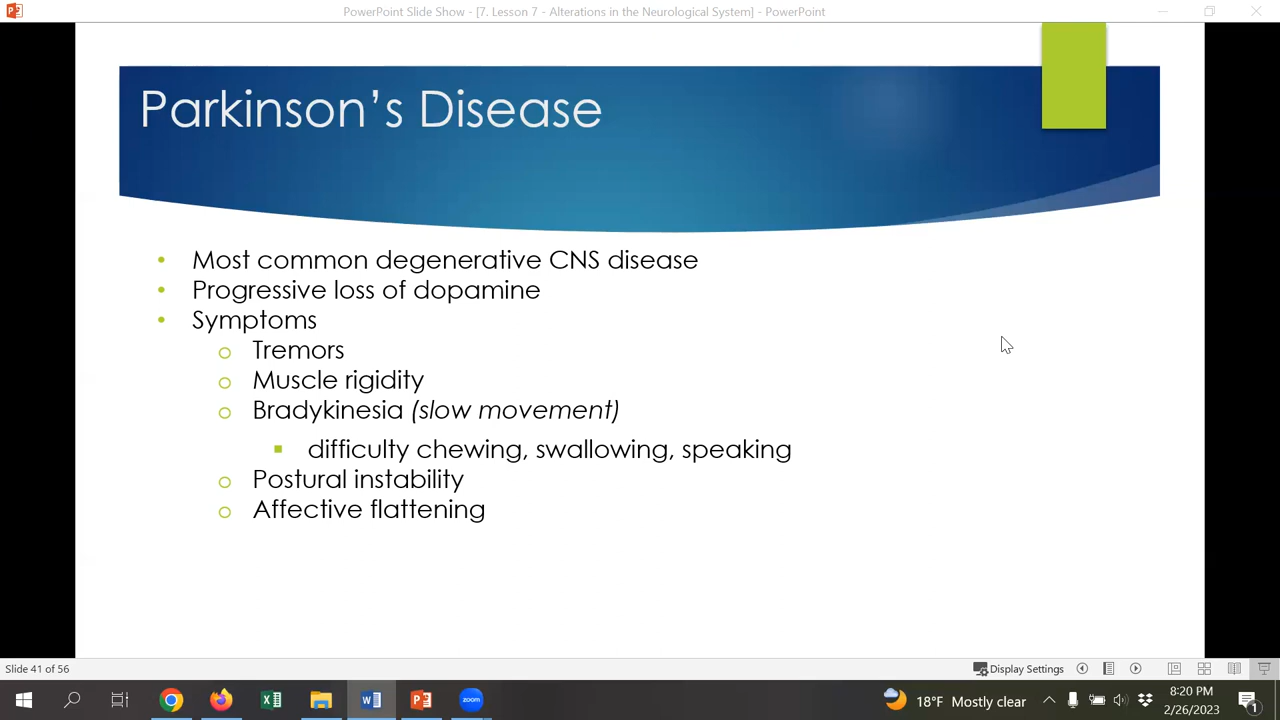 PowerPoint Slide Show - [7. Lesson 7 - Alterations in the Neurological System] - PowerPoint
Parkinson's Disease
• Most common degenerative CNS disease
• Progressive loss of dopamine
• Symptoms
o Tremors
o Muscle rigidity
o Bradykinesia (slow movement)
▪ difficulty chewing, swallowing, speaking
o Postural instability
o Affective flattening
Slide 41 of 56
Display Settings
zoom
18°F Mostly clear
8:20 PM
2/26/2023
1